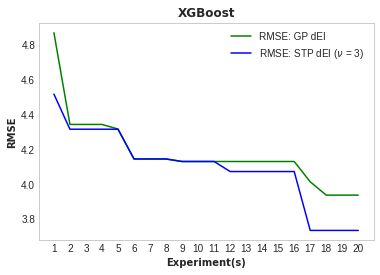 XGBoost
RMSE: GP dEI
RMSE: STP dEI (ν = 3)
4.8
4.6
4.4
4.2
4.0
3.8
RMSE
1 2 3 4 5 6 7 8 9 10 11 12 13 14 15 16 17 18 19 20
Experiment(s)